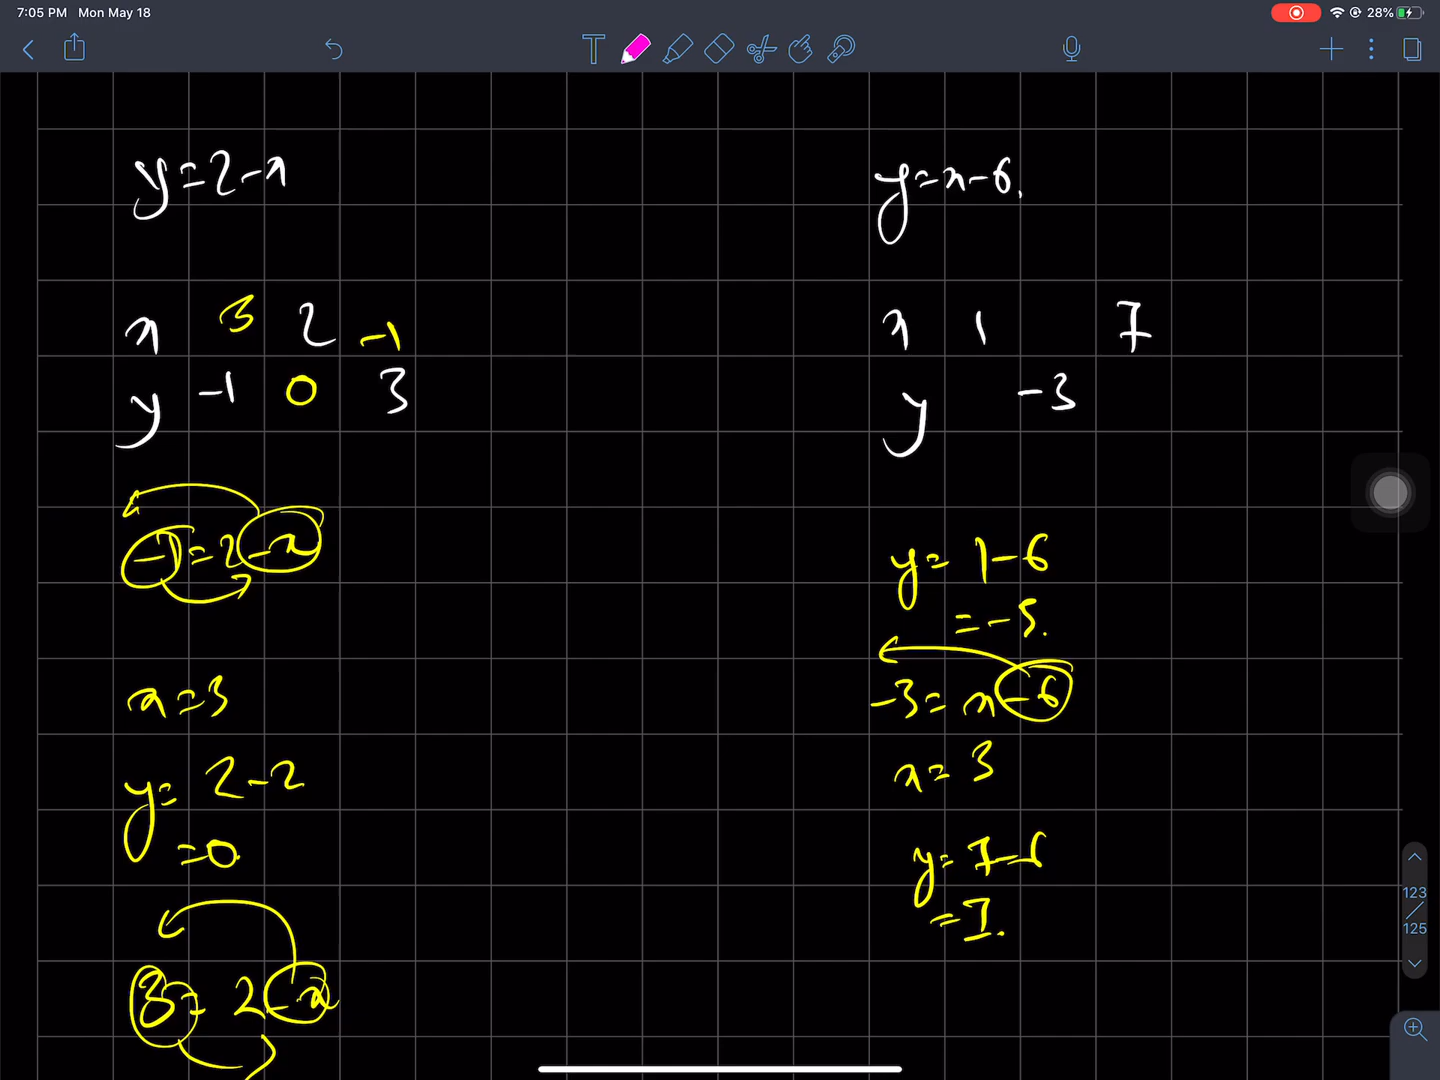 7:05 PM Mon May 18
28%
y=2-x
x 3 2 -1
y -1 0 3
-1=2-x
x=3
y= 2-2
=0.
3= 2-x
y=x-6.
x 1 7
y -3
y= 1-6
=-5.
-3= x-6
x= 3
y= 7-6
=1.
123
/
125